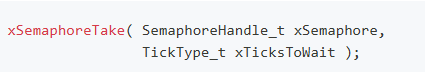 xSemaphoreTake( SemaphoreHandle_t xSemaphore,
                TickType_t xTicksToWait );